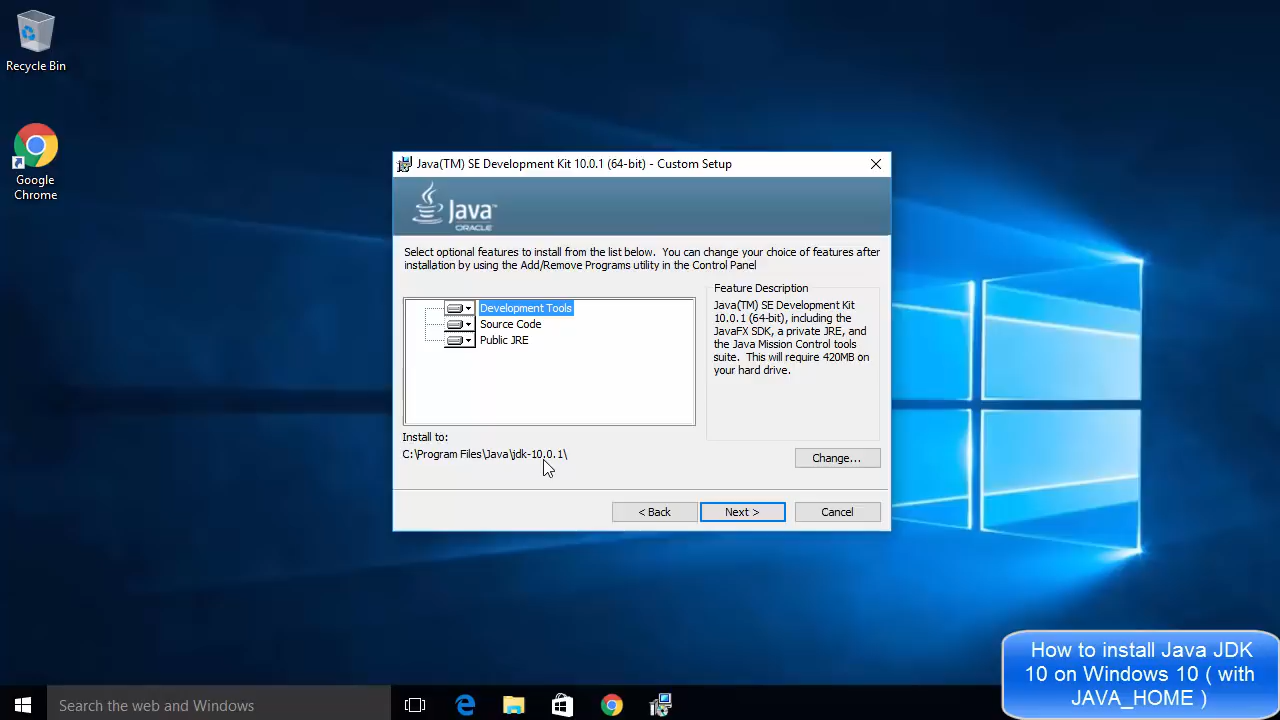 Recycle Bin
Google
Chrome
Java(TM) SE Development Kit 10.0.1 (64-bit) - Custom Setup
Java™
ORACLE
Select optional features to install from the list below.  You can change your choice of features after
installation by using the Add/Remove Programs utility in the Control Panel
Development Tools
Source Code
Public JRE
Feature Description
Java(TM) SE Development Kit
10.0.1 (64-bit), including the
JavaFX SDK, a private JRE, and
the Java Mission Control tools
suite.  This will require 420MB on
your hard drive.
Install to:
C:\Program Files\Java\jdk-10.0.1\
Change...
< Back
Next >
Cancel
How to install Java JDK
10 on Windows 10 ( with
JAVA_HOME )
Search the web and Windows